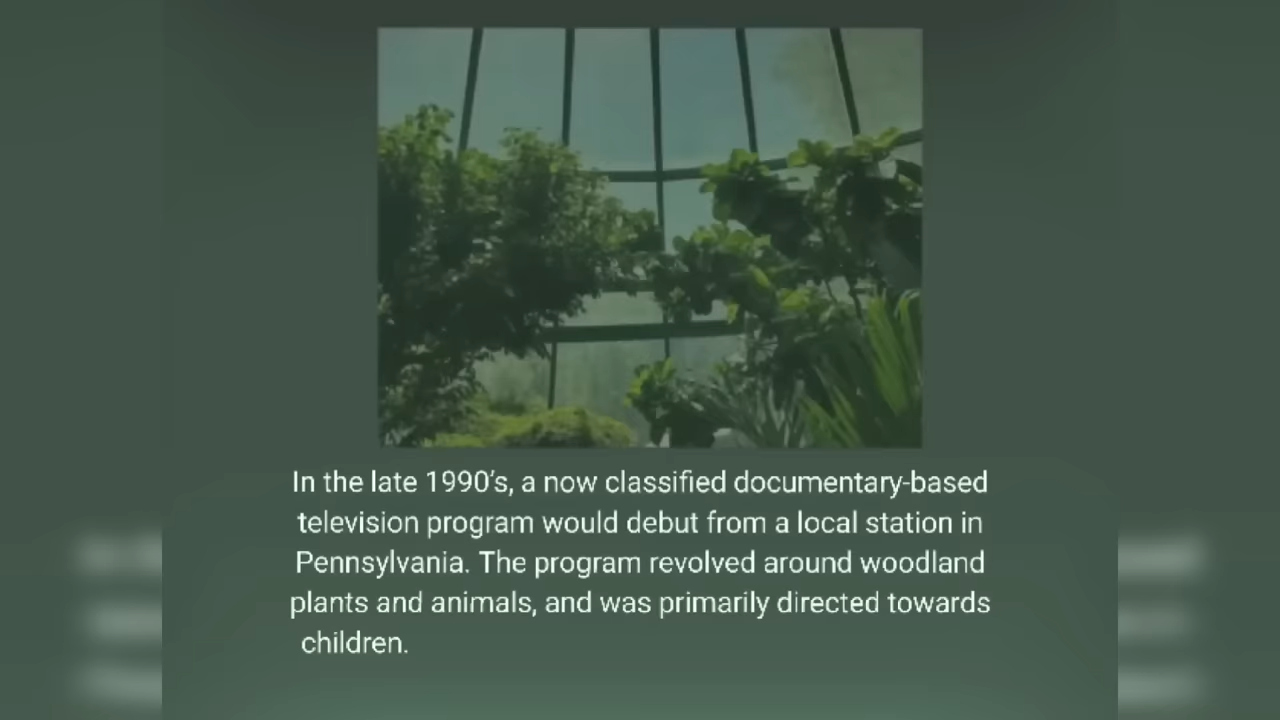 In the late 1990's, a now classified documentary-based
television program would debut from a local station in
Pennsylvania. The program revolved around woodland
plants and animals, and was primarily directed towards
children.